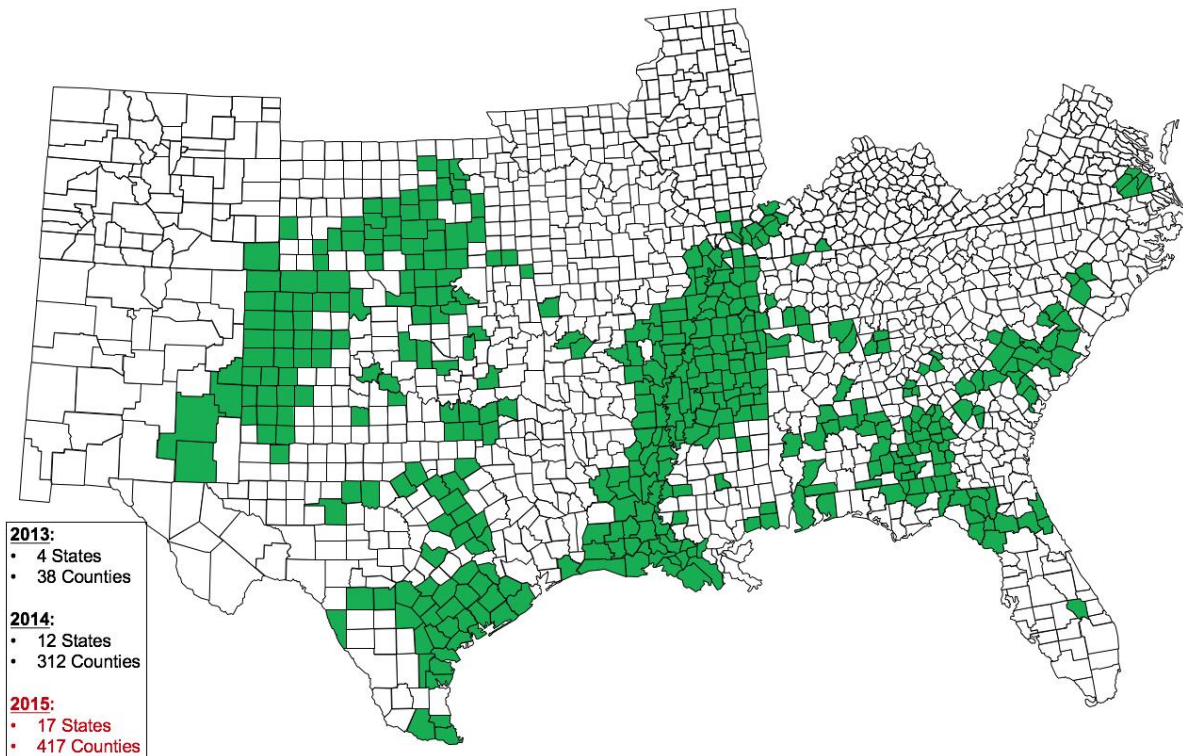 2013:
• 4 States
• 38 Counties
2014:
• 12 States
• 312 Counties
2015:
• 17 States
• 417 Counties